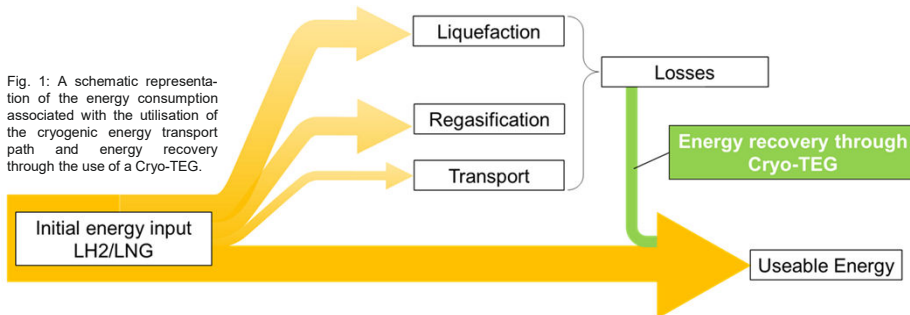 Liquefaction
Losses
Fig. 1: A schematic representa-
tion of the energy consumption
associated with the utilisation of
the cryogenic energy transport
path and energy recovery
through the use of a Cryo-TEG.
Regasification
Energy recovery through
Cryo-TEG
Transport
Initial energy input
LH2/LNG
Useable Energy